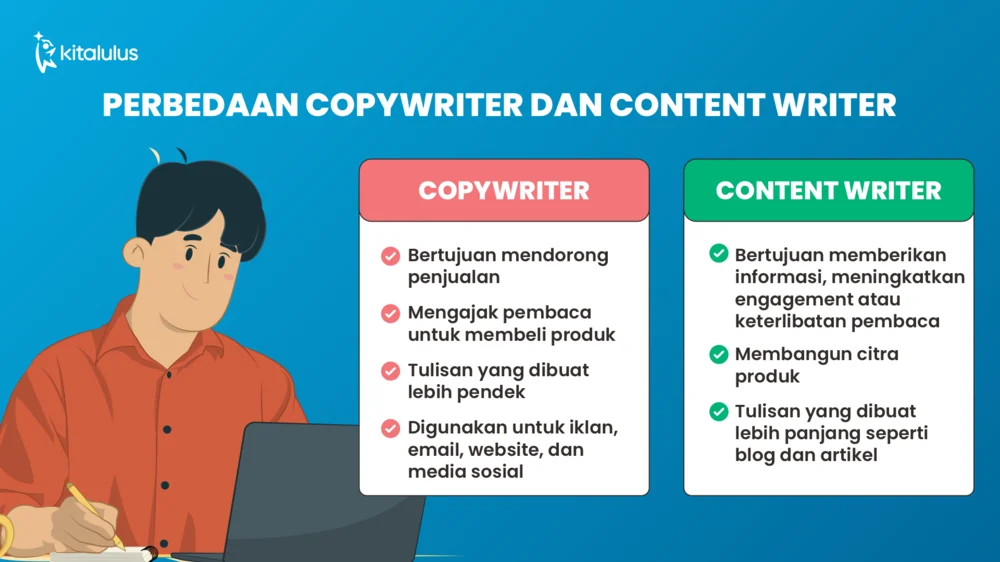 kitalulus
PERBEDAAN COPYWRITER DAN CONTENT WRITER
COPYWRITER
Bertujuan mendorong
penjualan
Mengajak pembaca
untuk membeli produk
Tulisan yang dibuat
lebih pendek
Digunakan untuk iklan,
email, website, dan
media sosial
CONTENT WRITER
Bertujuan memberikan
informasi, meningkatkan
engagement atau
keterlibatan pembaca
Membangun citra
produk
Tulisan yang dibuat
lebih panjang seperti
blog dan artikel